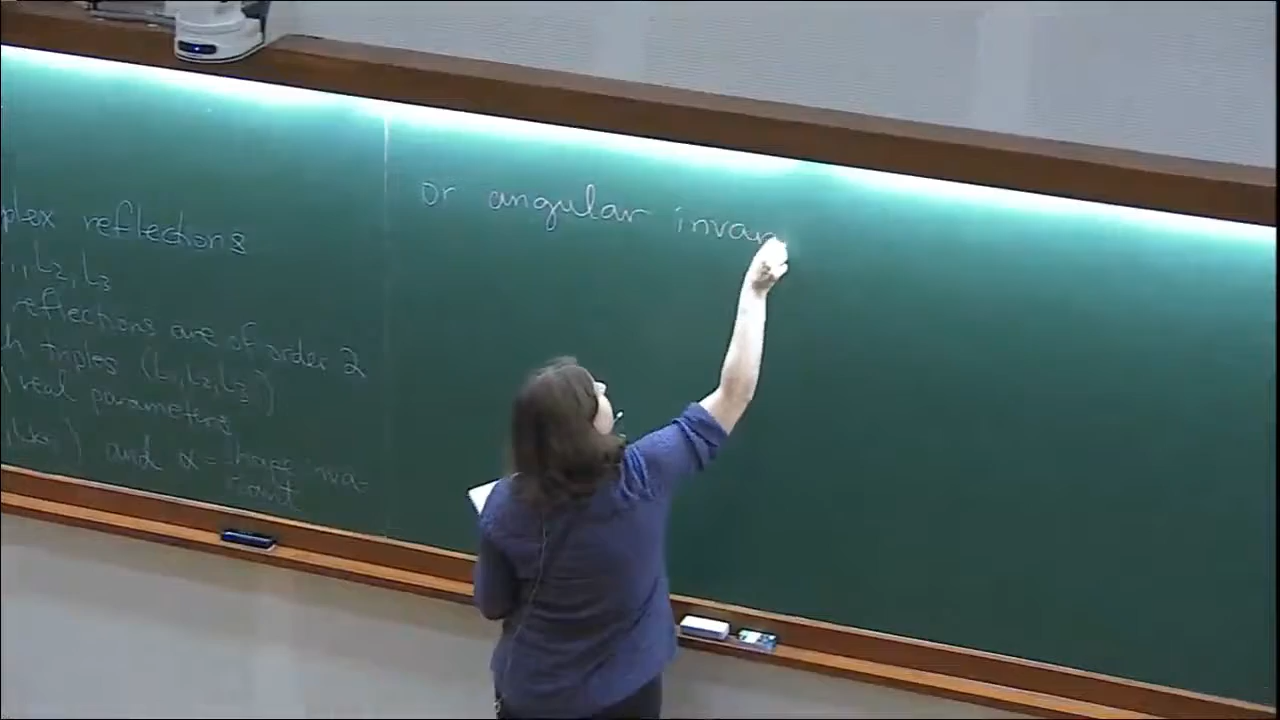 plex reflections
L₂, L₃
reflections are of order 2
h triples (L₁, L₂, L₃)
real parameters
) and α = shape inva-
riant
or angular invar